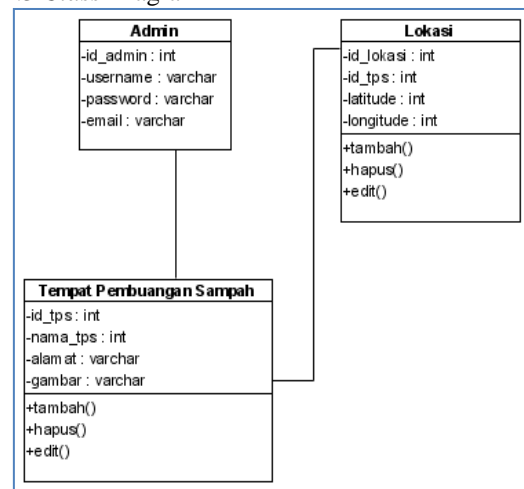 Admin
-id_admin : int
-username : varchar
-password : varchar
-email : varchar
Lokasi
-id_lokasi : int
-id_tps : int
-latitude : int
-longitude : int
+tambah()
+hapus()
+edit()
Tempat Pembuangan Sampah
-id_tps : int
-nama_tps : int
-alamat : varchar
-gambar : varchar
+tambah()
+hapus()
+edit()